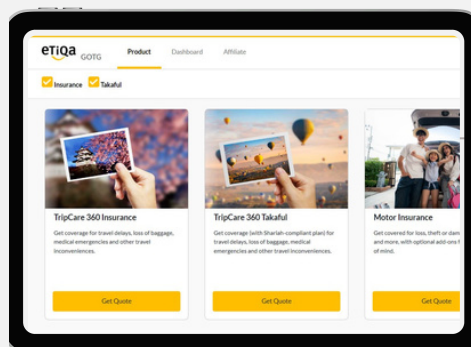 eTiQa GOTG Product Dashboard Affiliate
Insurance Takaful
TripCare 360 Insurance
Get coverage for travel delays, loss of baggage,
medical emergencies and other travel
inconveniences.
Get Quote
TripCare 360 Takaful
Get coverage (with Shariah-compliant plan) for
travel delays, loss of baggage, medical
emergencies and other travel inconveniences.
Get Quote
Motor Insurance
Get covered for loss, theft or dam
and more, with optional add-ons f
of mind.
Get Quote